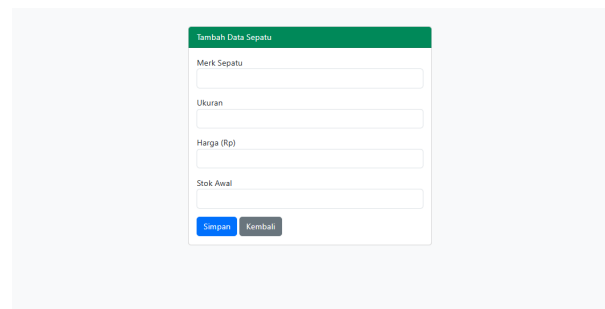 Tambah Data Sepatu
Merk Sepatu
Ukuran
Harga (Rp)
Stok Awal
Simpan Kembali